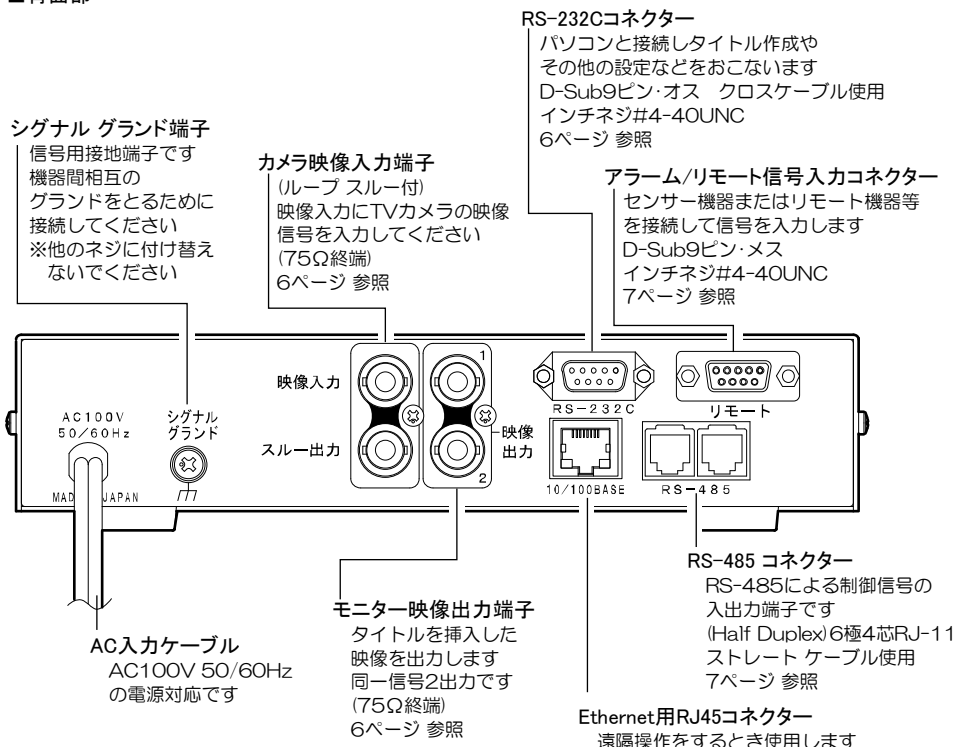 RS-232Cコネクター
パソコンと接続しタイトル作成や
その他の設定などをおこないます
D-Sub9ピン・オス　クロスケーブル使用
インチネジ#4-40UNC
6ページ 参照
シグナル グランド端子
信号用接地端子です
機器間相互の
グランドをとるために
接続してください
※他のネジに付け替え
ないでください
カメラ映像入力端子
(ループ スルー付)
映像入力にTVカメラの映像
信号を入力してください
(75Ω終端)
6ページ 参照
アラーム/リモート信号入力コネクター
センサー機器またはリモート機器等
を接続して信号を入力します
D-Sub9ピン・メス
インチネジ#4-40UNC
7ページ 参照
AC100V
50/60Hz
シグナル
グランド
MAD
JAPAN
映像入力
スルー出力
1
2
映像
出力
RS-232C
リモート
10/100BASE
RS-485
AC入力ケーブル
AC100V 50/60Hz
の電源対応です
モニター映像出力端子
タイトルを挿入した
映像を出力します
同一信号2出力です
(75Ω終端)
6ページ 参照
RS-485 コネクター
RS-485による制御信号の
入出力端子です
(Half Duplex)6極4芯RJ-11
ストレート ケーブル使用
7ページ 参照
Ethernet用RJ45コネクター
遠隔操作をするとき使用します